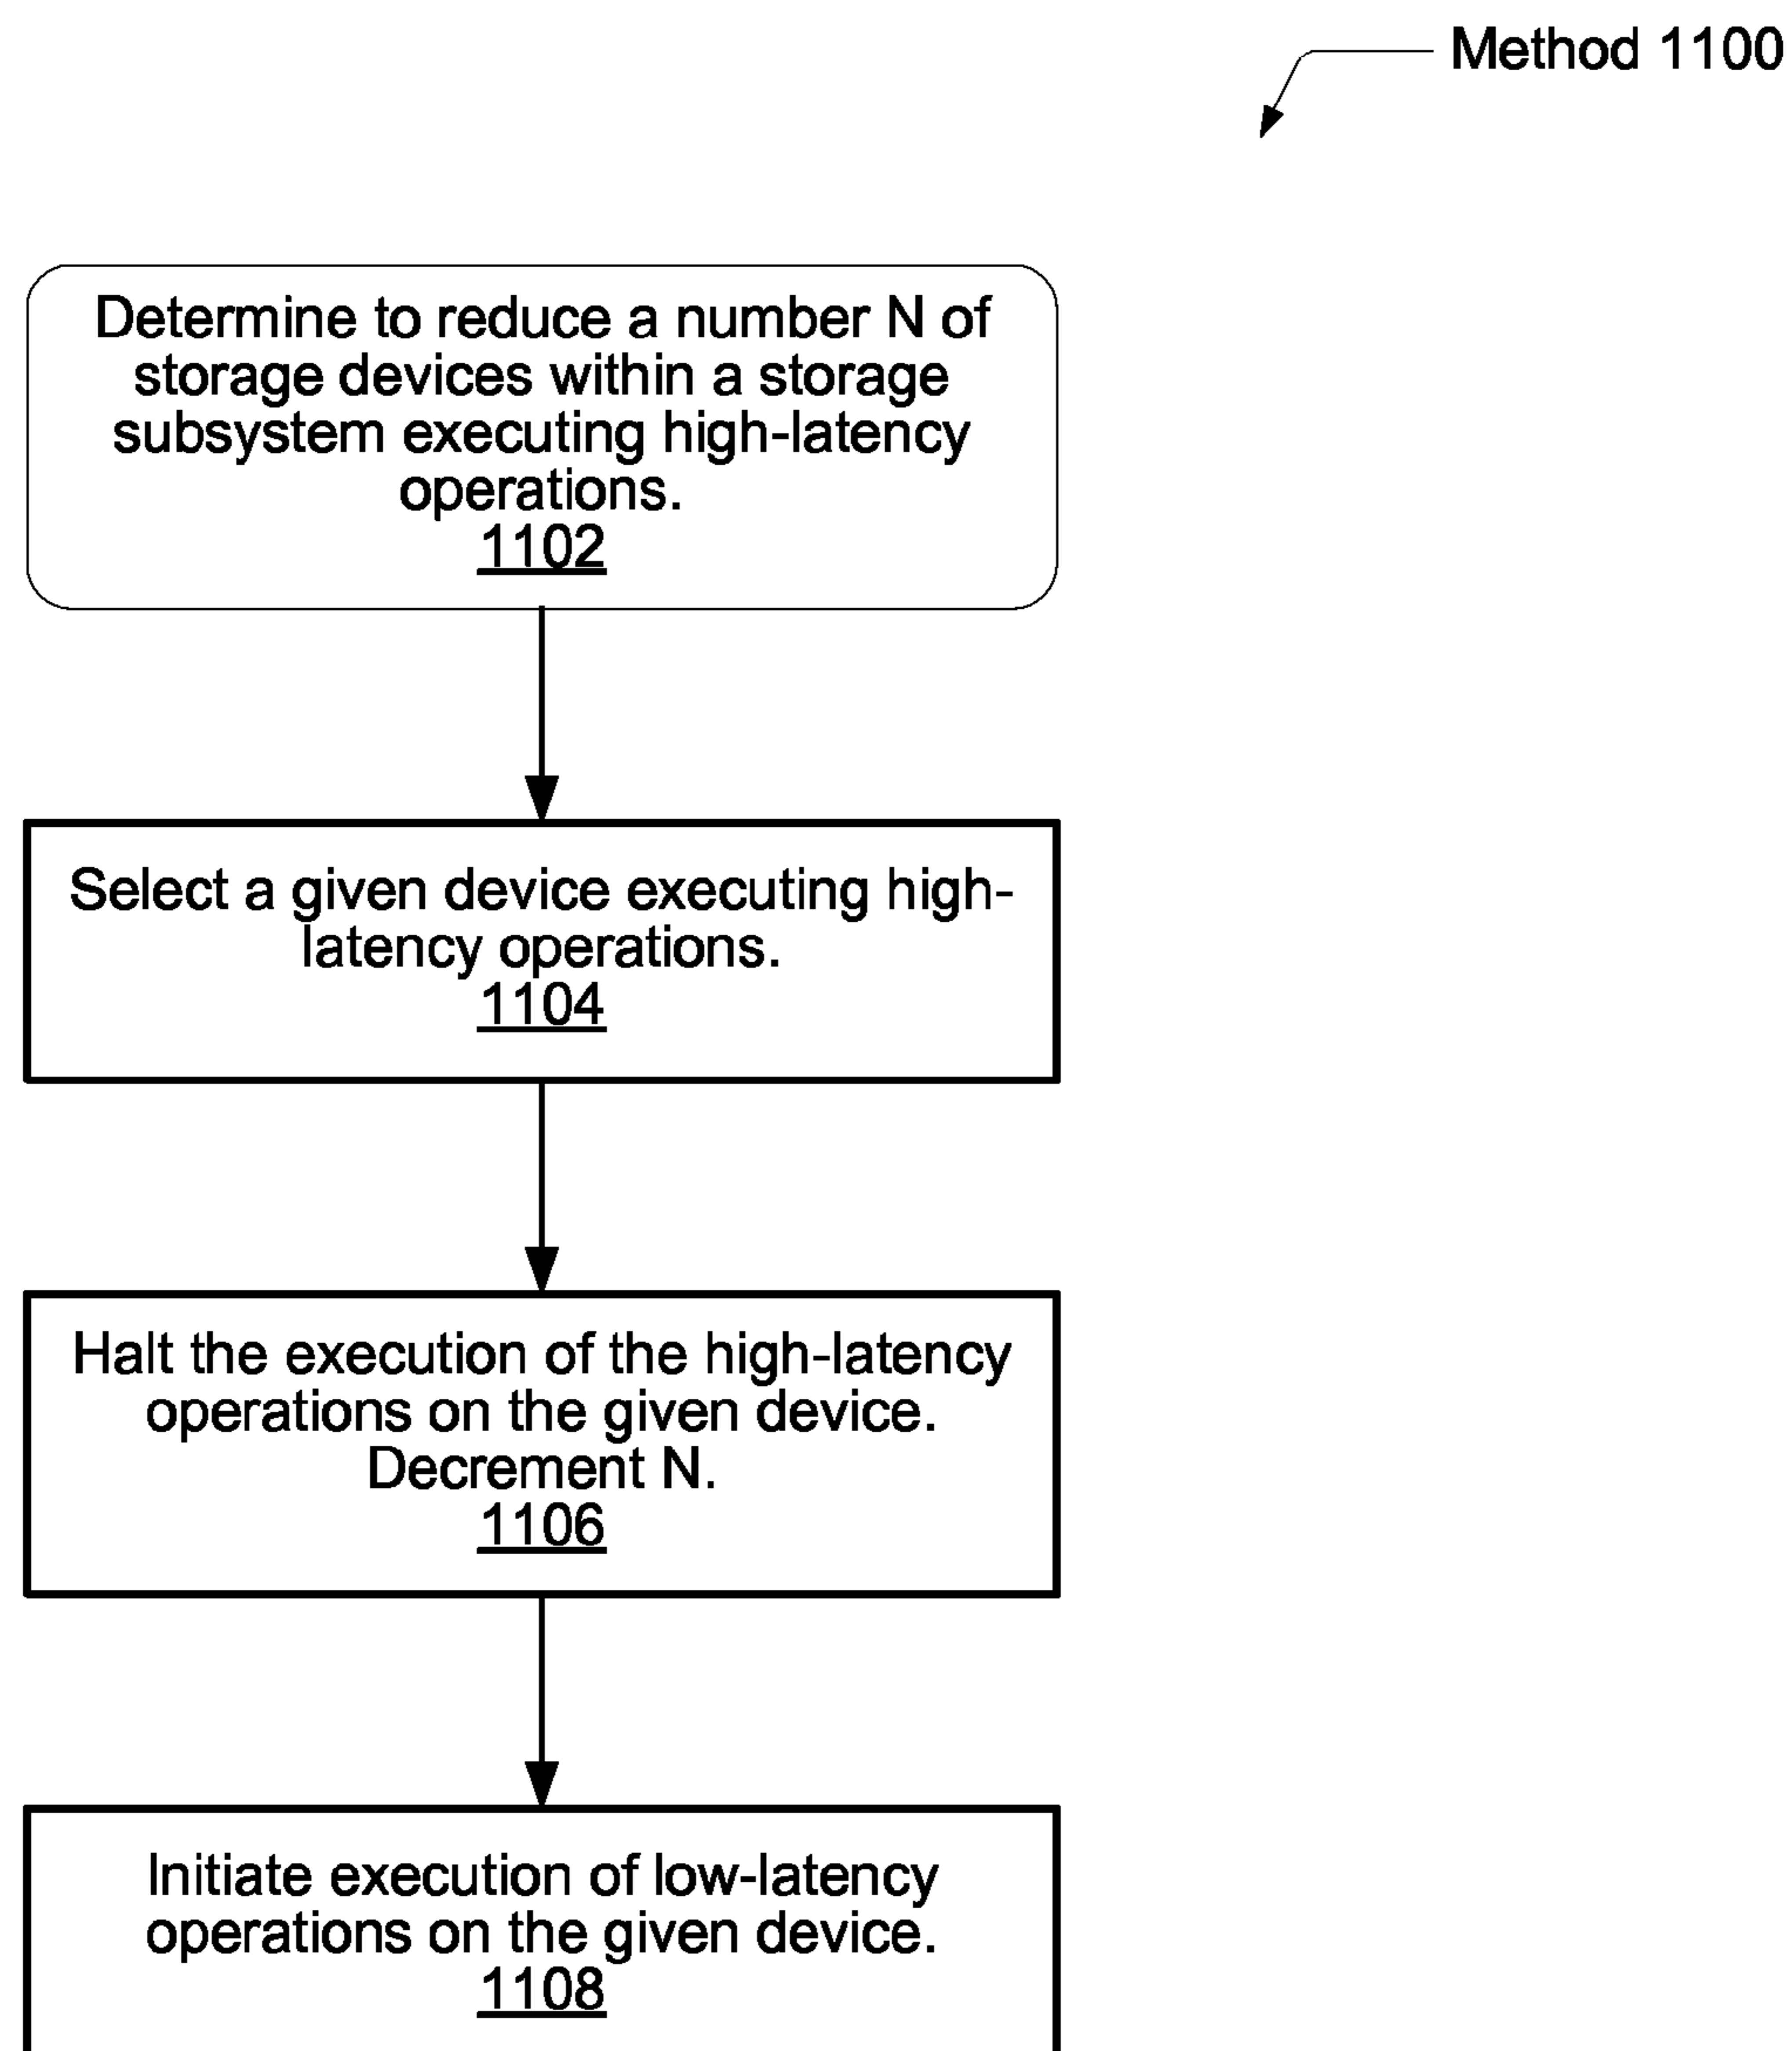 Method 1100
Determine to reduce a number N of
storage devices within a storage
subsystem executing high-latency
operations.
1102
Select a given device executing high-
latency operations.
1104
Halt the execution of the high-latency
operations on the given device.
Decrement N.
1106
Initiate execution of low-latency
operations on the given device.
1108